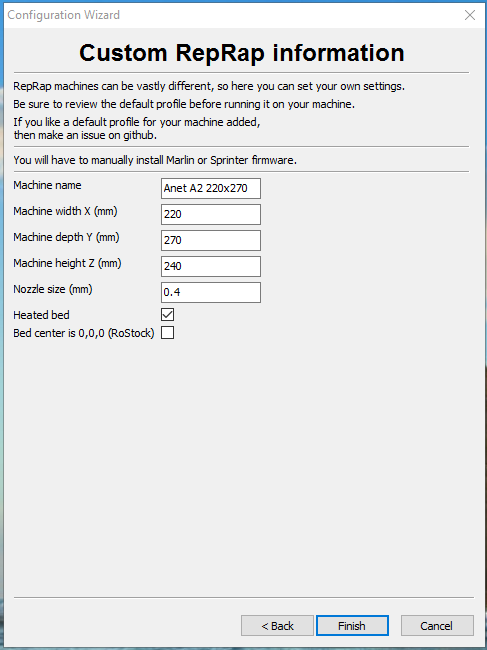 Configuration Wizard
Custom RepRap information
RepRap machines can be vastly different, so here you can set your own settings.
Be sure to review the default profile before running it on your machine.
If you like a default profile for your machine added,
then make an issue on github.
You will have to manually install Marlin or Sprinter firmware.
Machine name Anet A2 220x270
Machine width X (mm) 220
Machine depth Y (mm) 270
Machine height Z (mm) 240
Nozzle size (mm) 0.4
Heated bed
Bed center is 0,0,0 (RoStock)
< Back Finish Cancel